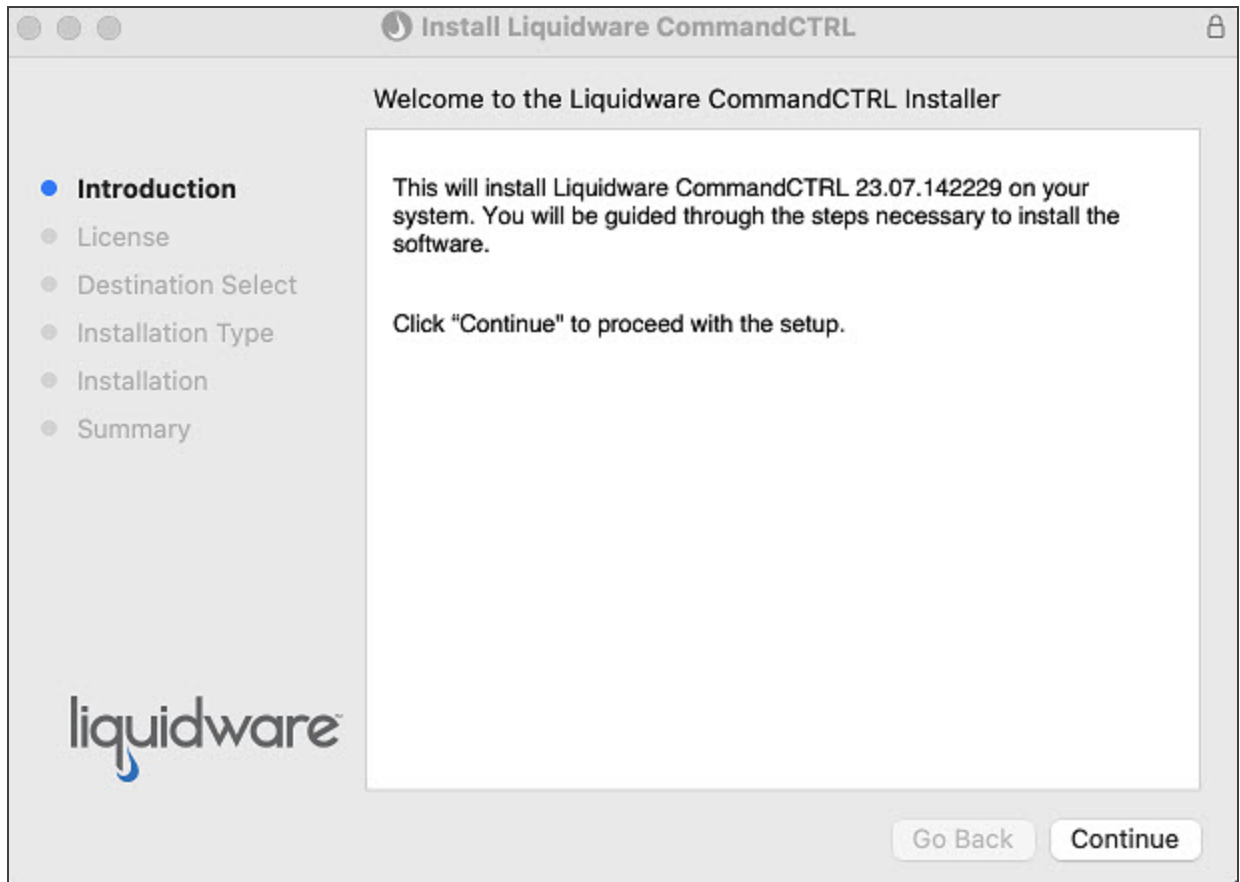 Install Liquidware CommandCTRL
Welcome to the Liquidware CommandCTRL Installer
Introduction
License
Destination Select
Installation Type
Installation
Summary
This will install Liquidware CommandCTRL 23.07.142229 on your
system. You will be guided through the steps necessary to install the
software.
Click “Continue" to proceed with the setup.
liquidware™
Go Back
Continue